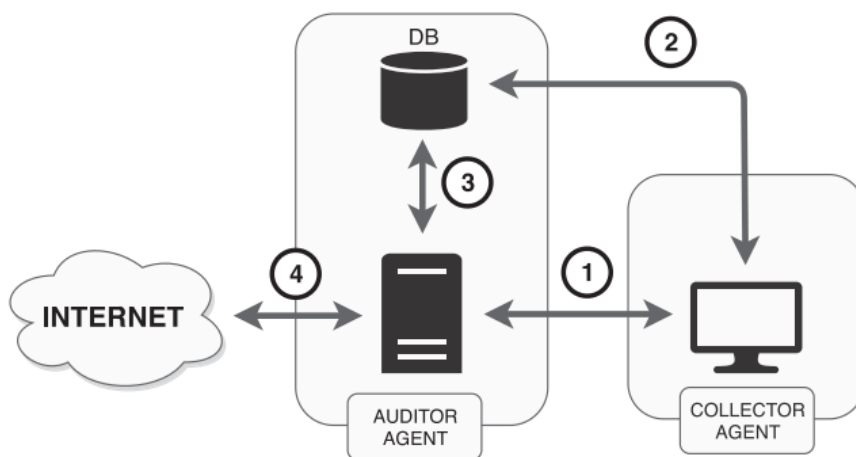 DB
2
3
1
4
INTERNET
AUDITOR
AGENT
COLLECTOR
AGENT